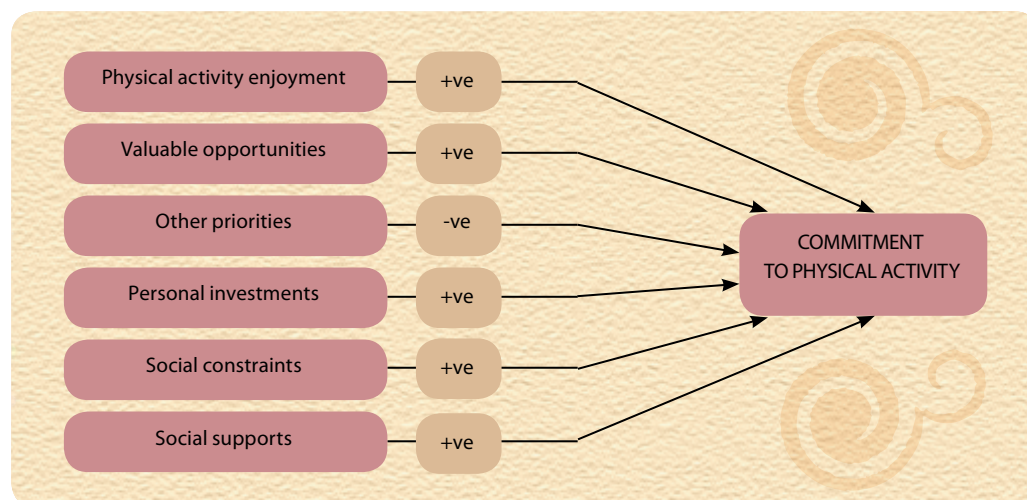 Physical activity enjoyment +ve
Valuable opportunities +ve
Other priorities -ve
COMMITMENT
TO PHYSICAL ACTIVITY
Personal investments +ve
Social constraints +ve
Social supports +ve